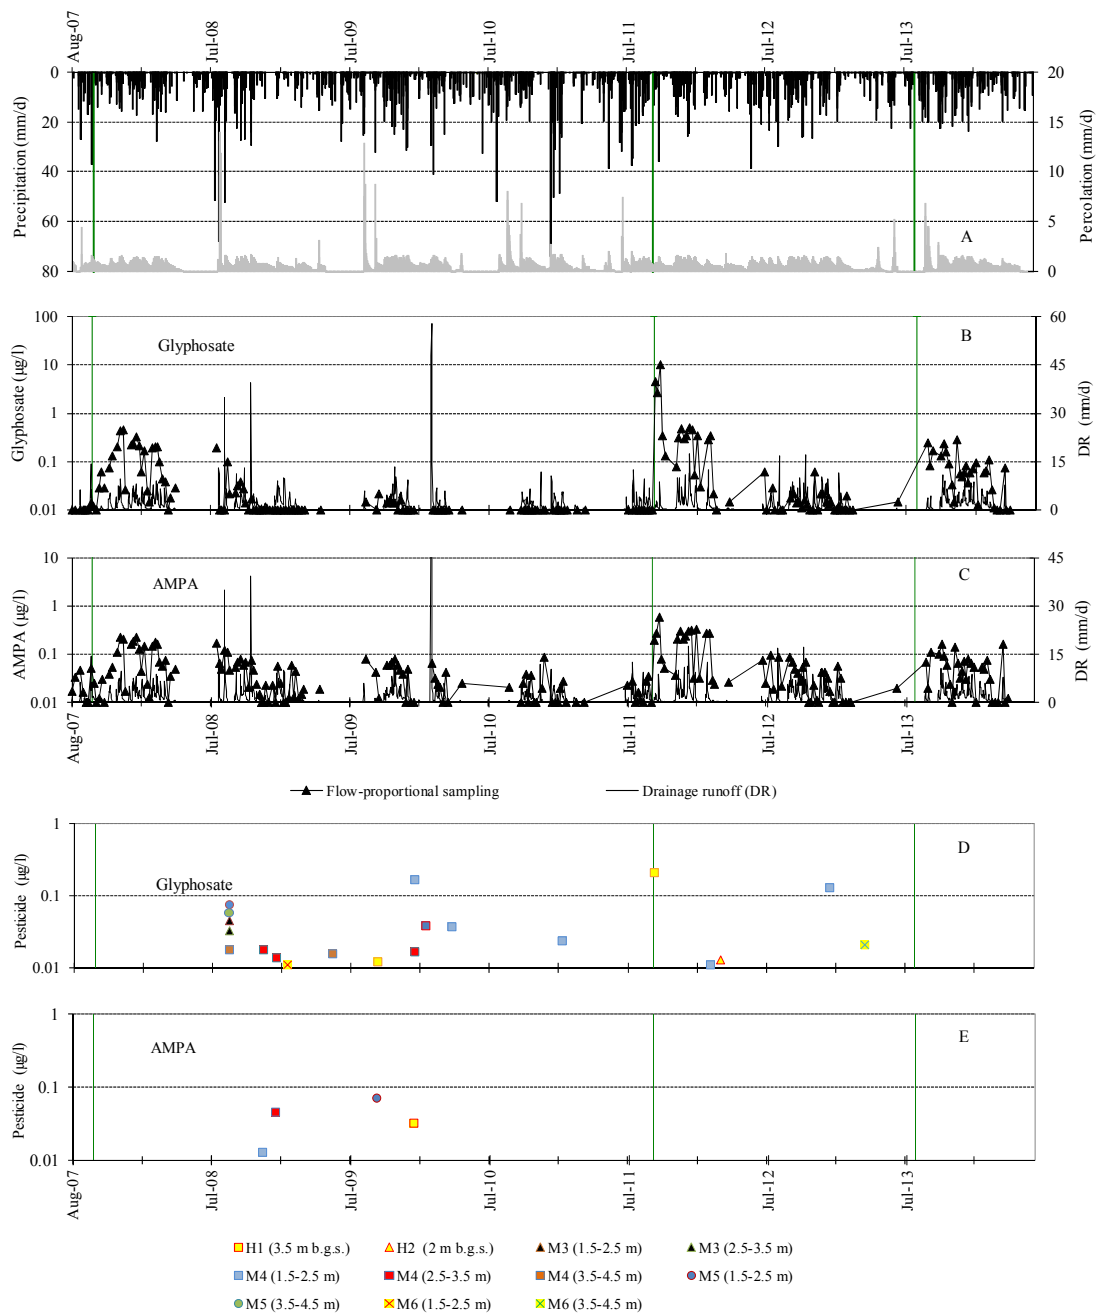 Aug-07 Jul-08 Jul-09 Jul-10 Jul-11 Jul-12 Jul-13
Precipitation (mm/d)
0
20
40
60
80
20
15
10
5
0
Percolation (mm/d)
A
Glyphosate (µg/l)
100
10
1
0.1
0.01
Glyphosate
B
60
45
30
15
0
DR (mm/d)
AMPA (µg/l)
10
1
0.1
0.01
AMPA
C
45
30
15
0
DR (mm/d)
Aug-07 Jul-08 Jul-09 Jul-10 Jul-11 Jul-12 Jul-13
Flow-proportional sampling Drainage runoff (DR)
Pesticide (µg/l)
1
0.1
0.01
Glyphosate
D
Pesticide (µg/l)
1
0.1
0.01
AMPA
E
Aug-07 Jul-08 Jul-09 Jul-10 Jul-11 Jul-12 Jul-13
H1 (3.5 m b.g.s.) H2 (2 m b.g.s.) M3 (1.5-2.5 m) M3 (2.5-3.5 m)
M4 (1.5-2.5 m) M4 (2.5-3.5 m) M4 (3.5-4.5 m) M5 (1.5-2.5 m)
M5 (3.5-4.5 m) M6 (1.5-2.5 m) M6 (3.5-4.5 m)